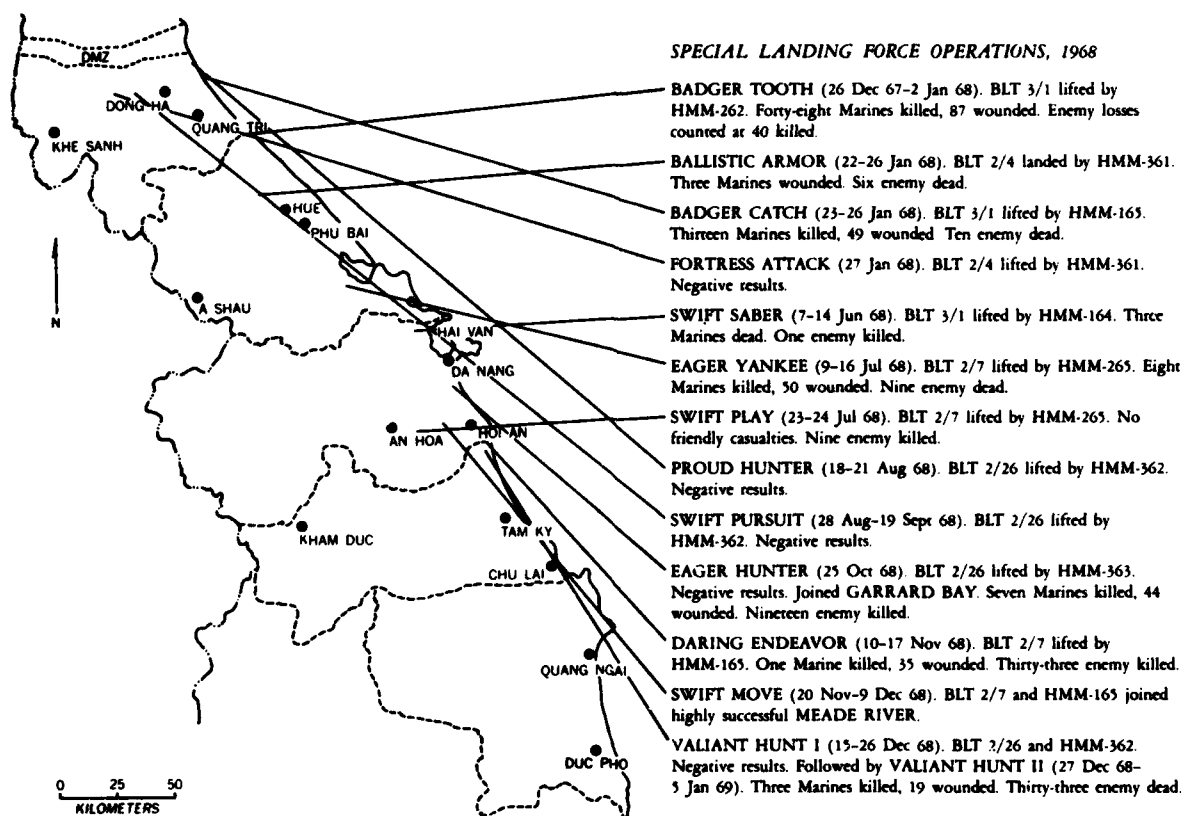 SPECIAL LANDING FORCE OPERATIONS, 1968
BADGER TOOTH (26 Dec 67–2 Jan 68). BLT 3/1 lifted by
HMM-262. Forty-eight Marines killed, 87 wounded. Enemy losses
counted at 40 killed.
BALLISTIC ARMOR (22–26 Jan 68). BLT 2/4 landed by HMM-361.
Three Marines wounded. Six enemy dead.
BADGER CATCH (23–26 Jan 68). BLT 3/1 lifted by HMM-165.
Thirteen Marines killed, 49 wounded Ten enemy dead.
FORTRESS ATTACK (27 Jan 68). BLT 2/4 lifted by HMM-361.
Negative results.
SWIFT SABER (7–14 Jun 68). BLT 3/1 lifted by HMM-164. Three
Marines dead. One enemy killed.
EAGER YANKEE (9–16 Jul 68). BLT 2/7 lifted by HMM-265. Eight
Marines killed, 50 wounded. Nine enemy dead.
SWIFT PLAY (23–24 Jul 68). BLT 2/7 lifted by HMM-265. No
friendly casualties. Nine enemy killed.
PROUD HUNTER (18–21 Aug 68). BLT 2/26 lifted by HMM-362.
Negative results.
SWIFT PURSUIT (28 Aug–19 Sept 68). BLT 2/26 lifted by
HMM-362. Negative results.
EAGER HUNTER (25 Oct 68). BLT 2/26 lifted by HMM-363.
Negative results. Joined GARRARD BAY. Seven Marines killed, 44
wounded. Nineteen enemy killed.
DARING ENDEAVOR (10–17 Nov 68). BLT 2/7 lifted by
HMM-165. One Marine killed, 35 wounded. Thirty-three enemy killed.
SWIFT MOVE (20 Nov–9 Dec 68). BLT 2/7 and HMM-165 joined
highly successful MEADE RIVER.
VALIANT HUNT I (15–26 Dec 68). BLT 2/26 and HMM-362.
Negative results. Followed by VALIANT HUNT II (27 Dec 68–
5 Jan 69). Three Marines killed, 19 wounded. Thirty-three enemy dead.
DMZ
DONG HA
QUANG TRI
KHE SANH
HUE
PHU BAI
N
A SHAU
HAI VAN
DA NANG
AN HOA
HOI AN
TAM KY
KHAM DUC
CHU LAI
QUANG NGAI
DUC PHO
0 25 50
KILOMETERS